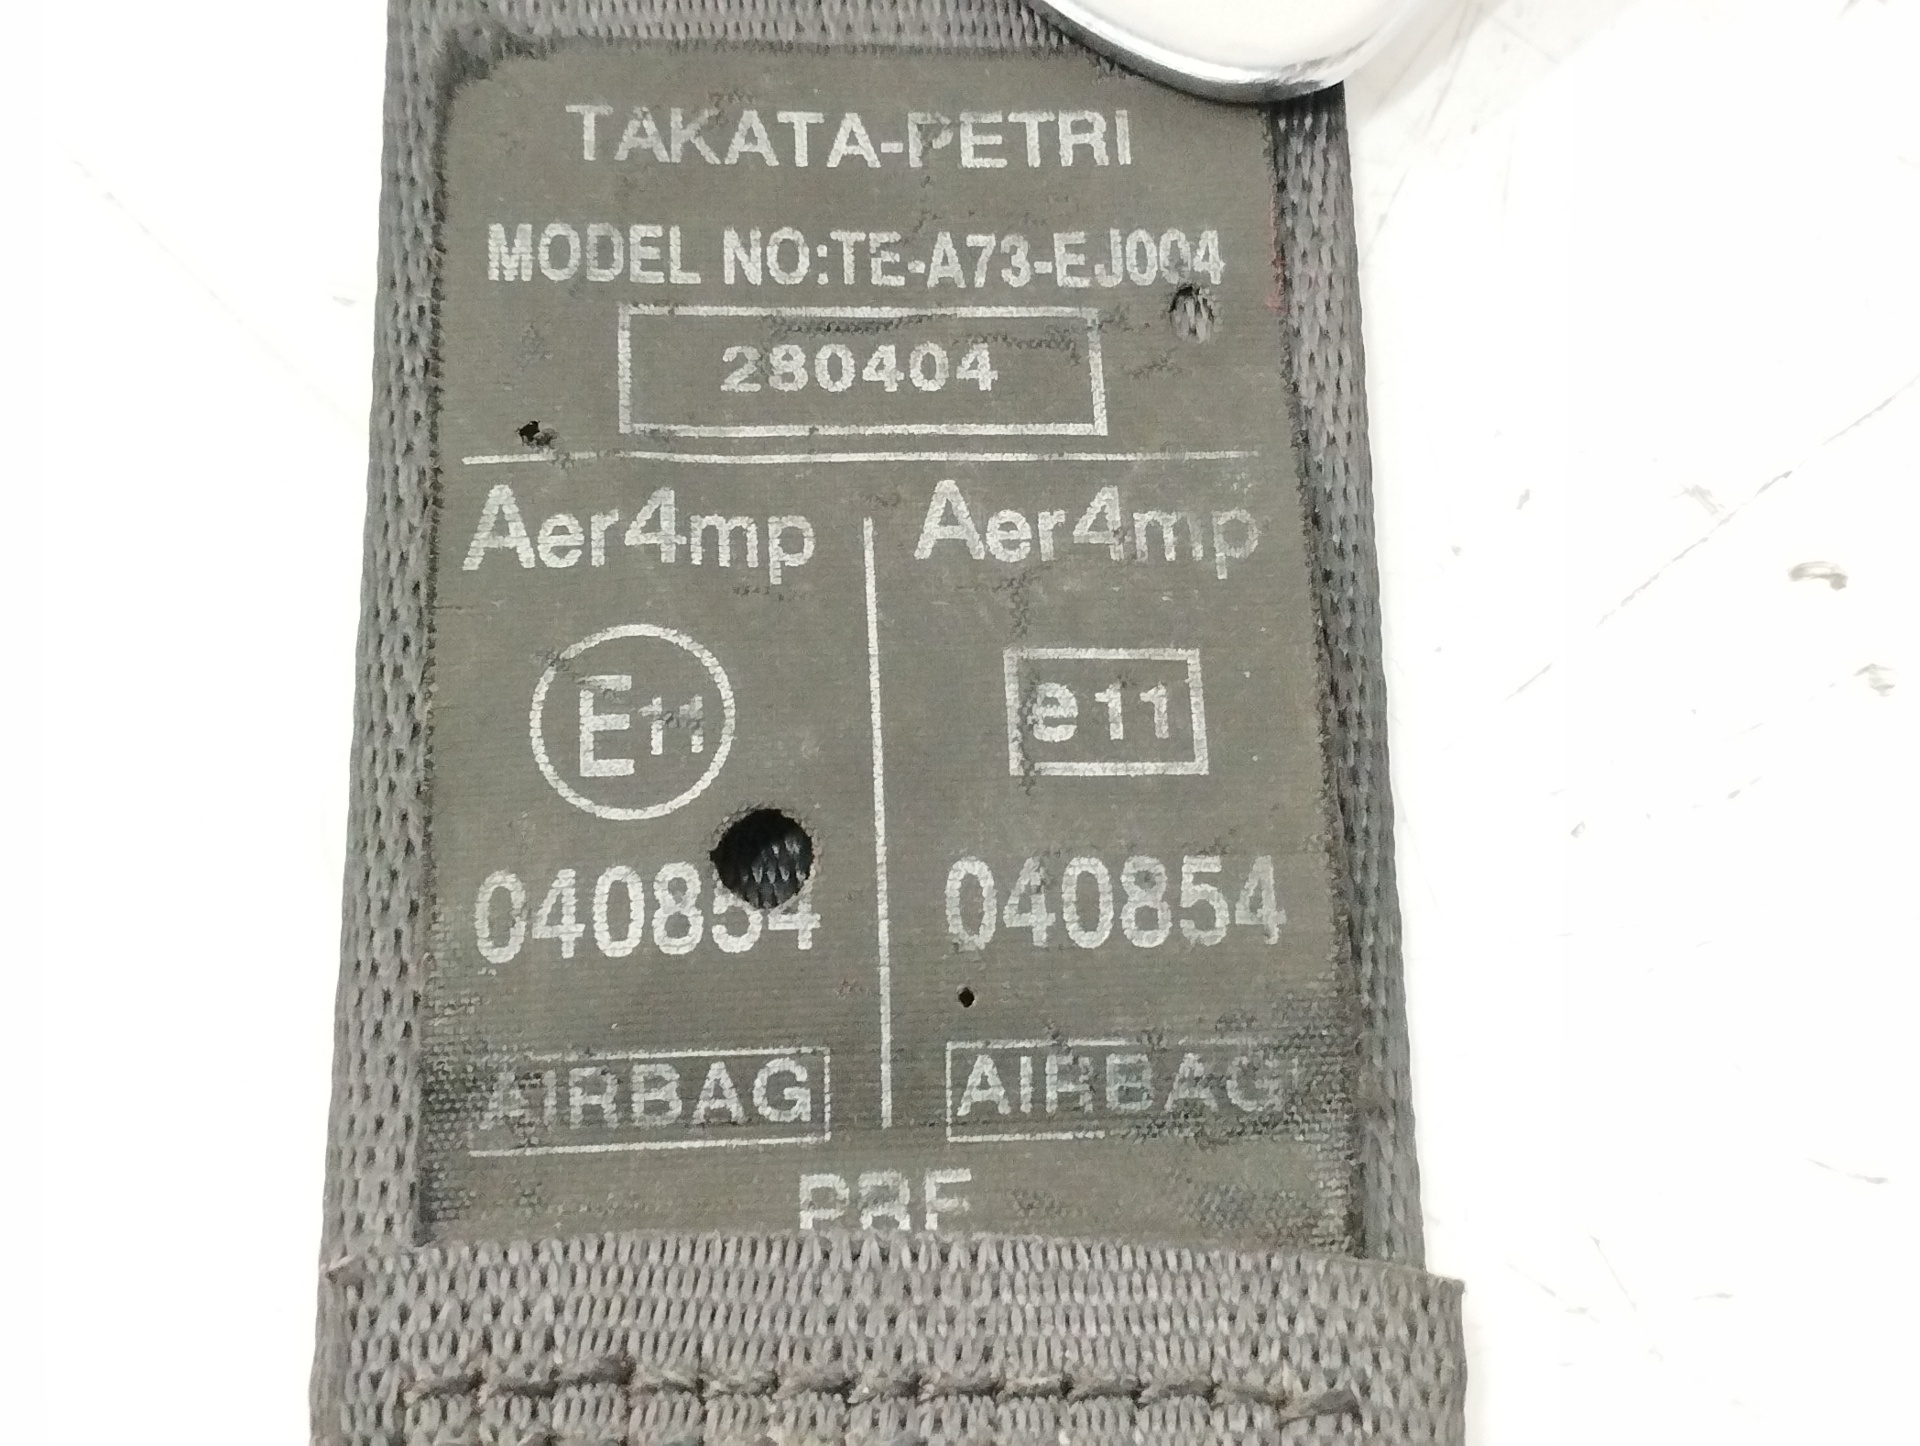 TAKATA-PETRI
MODEL NO:TE-A73-EJ004
280404
Aer4mp Aer4mp
E11 e11
040854 040854
AIRBAG AIRBAG